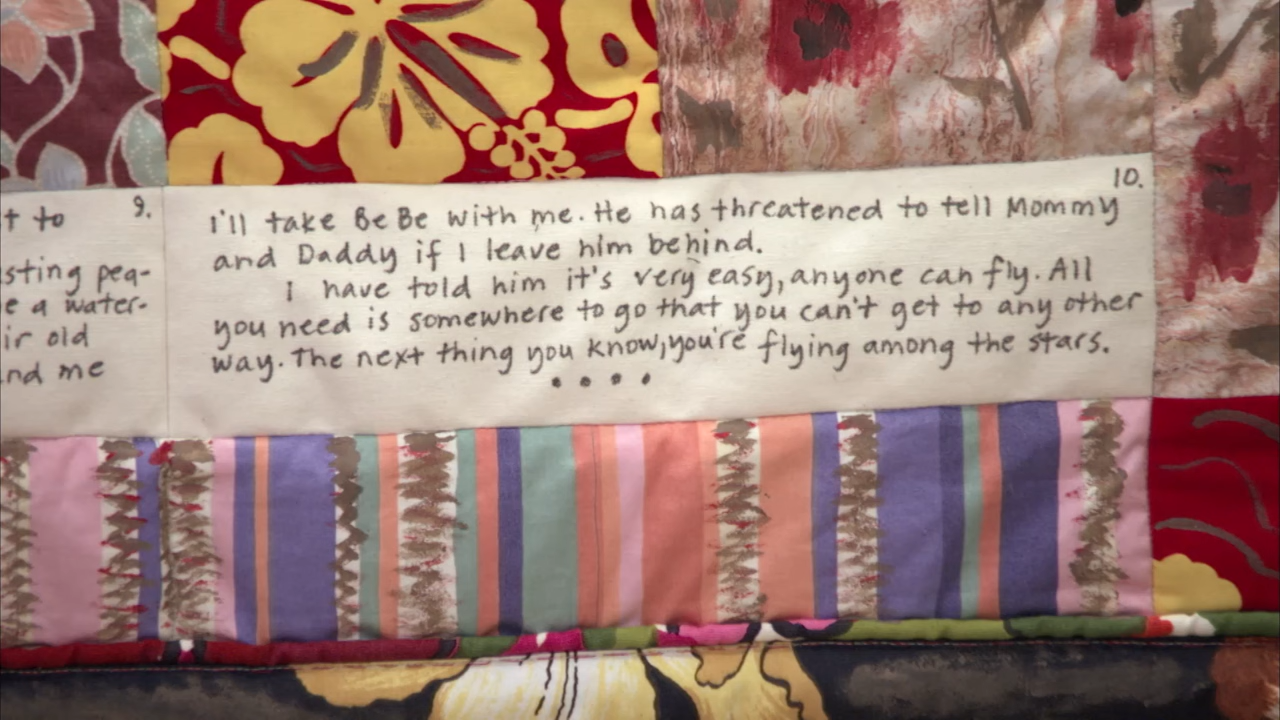 9.
t to
sting pea-
e a water-
ir old
nd me
10.
I'll take BeBe with me. He has threatened to tell Mommy
and Daddy if I leave him behind.
I have told him it's very easy, anyone can fly. All
you need is somewhere to go that you can't get to any other
way. The next thing you know, you're flying among the stars.
. . . .